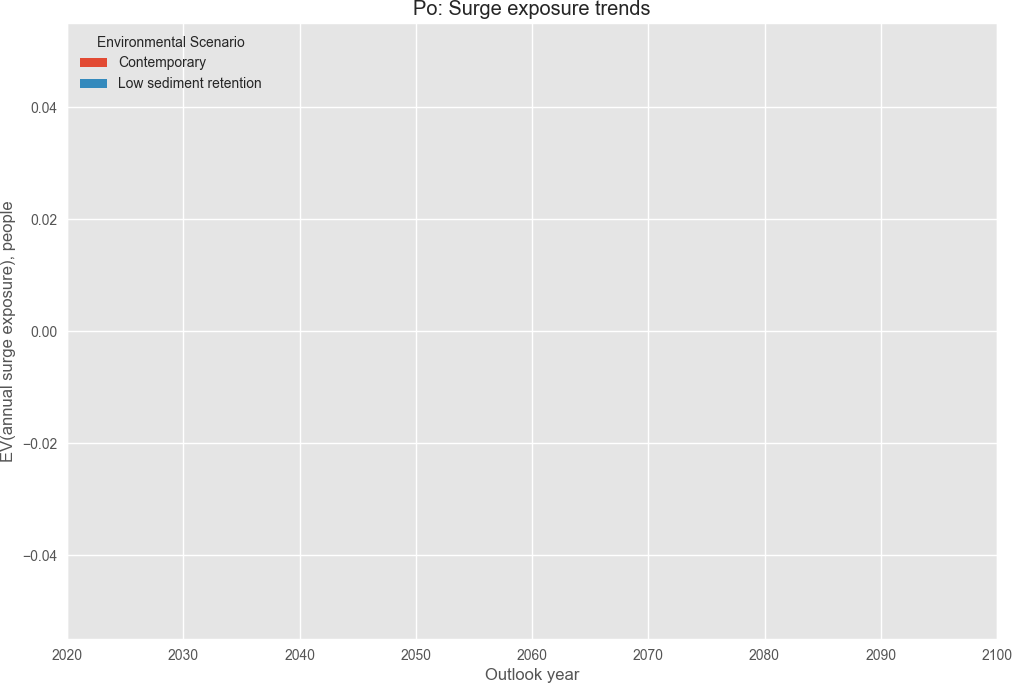 Po: Surge exposure trends
Environmental Scenario
Contemporary
Low sediment retention
EV(annual surge exposure), people
0.04
0.02
0.00
−0.02
−0.04
2020 2030 2040 2050 2060 2070 2080 2090 2100
Outlook year